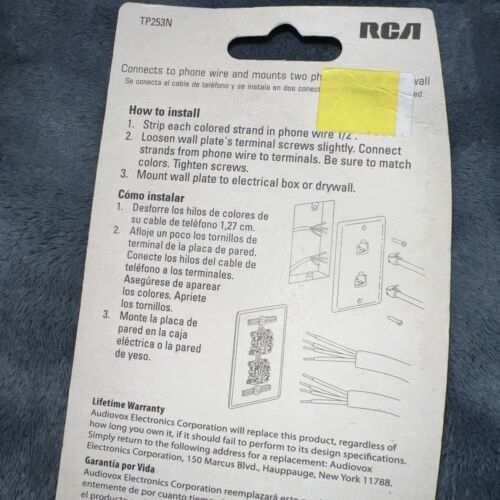 TP253N
RCA
Connects to phone wire and mounts two pho wall
Se conecta al cable de teléfono y se instala en dos conect ed
How to install
1. Strip each colored strand in phone wire 1/2".
2. Loosen wall plate's terminal screws slightly. Connect
strands from phone wire to terminals. Be sure to match
colors. Tighten screws.
3. Mount wall plate to electrical box or drywall.
Cómo instalar
1. Desforre los hilos de colores de
su cable de teléfono 1,27 cm.
2. Afloje un poco los tornillos de
terminal de la placa de pared.
Conecte los hilos del cable de
teléfono a los terminales.
Asegúrese de aparear
los colores. Apriete
los tornillos.
3. Monte la placa de
pared en la caja
eléctrica o la pared
de yeso.
Lifetime Warranty
Audiovox Electronics Corporation will replace this product, regardless of
how long you own it, if it should fail to perform to its design specifications.
Simply return to the following address for a replacement: Audiovox
Electronics Corporation, 150 Marcus Blvd., Hauppauge, New York 11788.
Garantía por Vida
Audiovox Electronics Corporation reemplazará este
emente de por cuanto tiempo
el producto